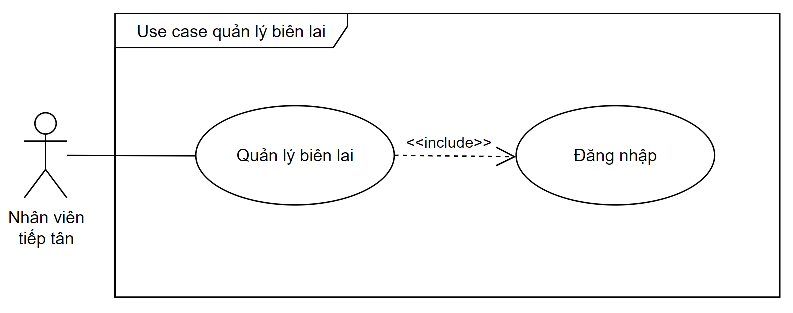 Use case quản lý biên lai
Quản lý biên lai
<<include>>
Đăng nhập
Nhân viên
tiếp tân